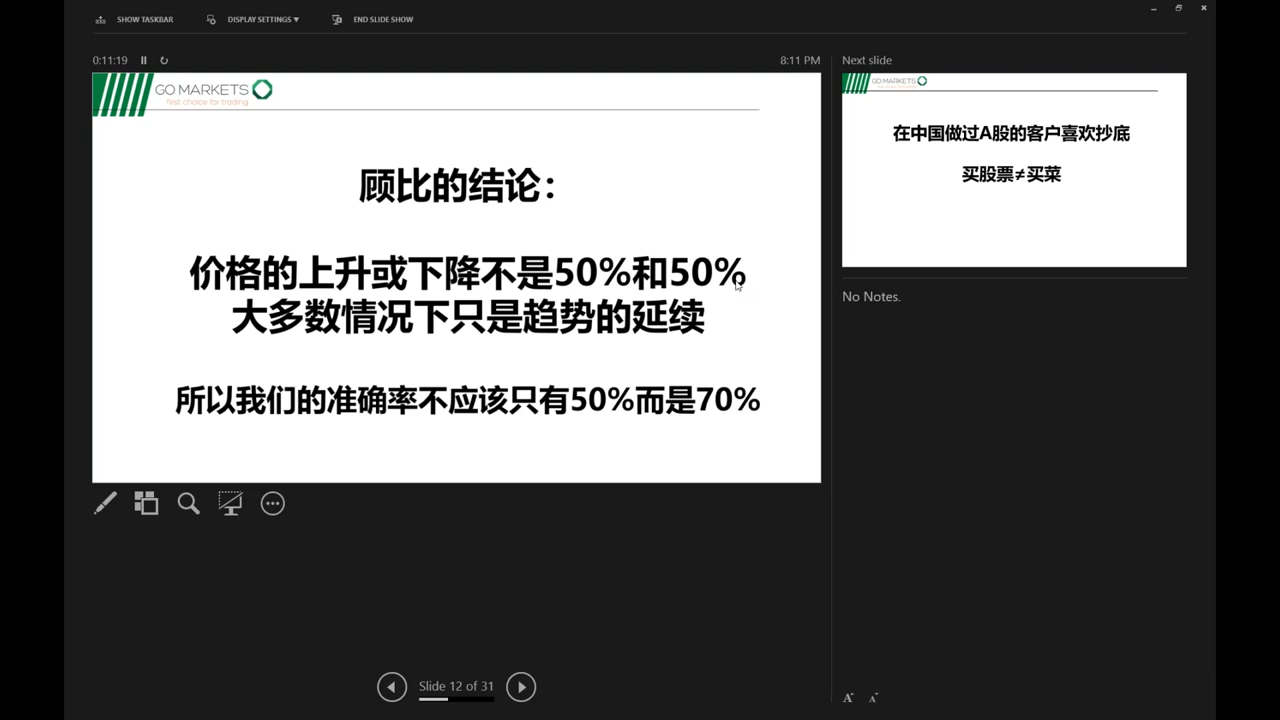 SHOW TASKBAR
DISPLAY SETTINGS ▼
END SLIDE SHOW
0:11:19
8:11 PM
GO MARKETS
first choice for trading
顾比的结论：
价格的上升或下降不是50%和50%
大多数情况下只是趋势的延续
所以我们的准确率不应该只有50%而是70%
Slide 12 of 31
Next slide
GO MARKETS
在中国做过A股的客户喜欢抄底
买股票≠买菜
No Notes.
A
A